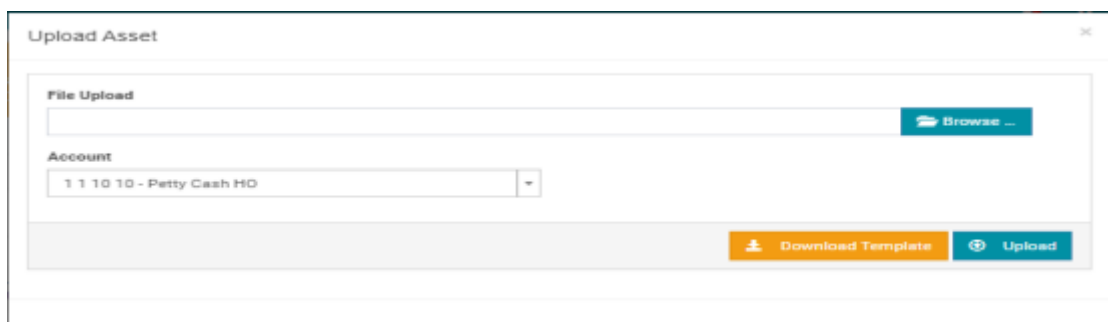 Upload Asset
File Upload
Browse ...
Account
1 1 10 10 - Petty Cash HO
Download Template
Upload